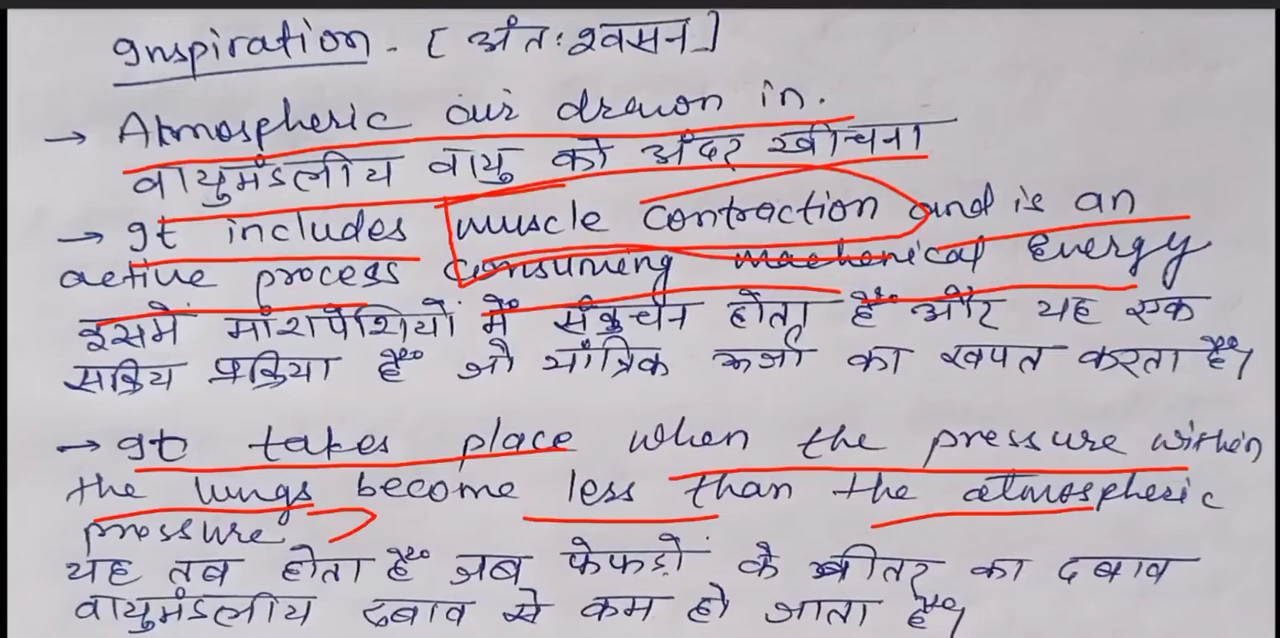 Inspiration - [अंतःश्वसन]
→ Atmospheric air drawn in.
वायुमंडलीय वायु को अंदर खींचना
→ It includes muscle contraction and is an
active process consuming mechenical Energy
इसमें मांशपेशियों में संकुचन होता है और यह एक
सक्रिय प्रक्रिया है जो यांत्रिक ऊर्जा का खपत करता है।
→ It takes place when the pressure within
the lungs become less than the atmospheric
pressure
यह तब होता है जब फेफड़ों के भीतर का दबाव
वायुमंडलीय दबाव से कम हो जाता है।